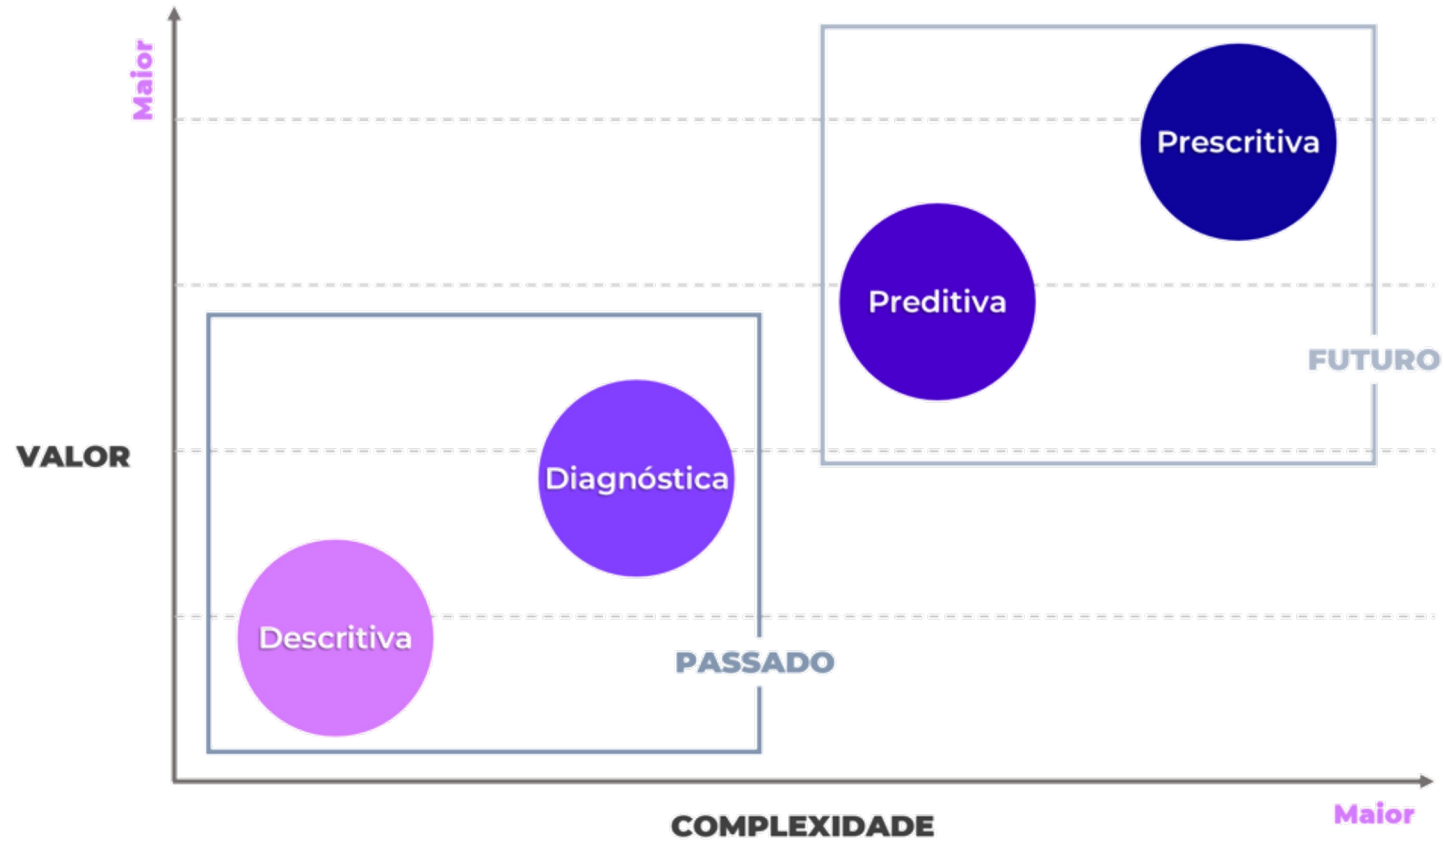 Maior
Prescritiva
Preditiva
FUTURO
VALOR
Diagnóstica
Descritiva
PASSADO
Maior
COMPLEXIDADE